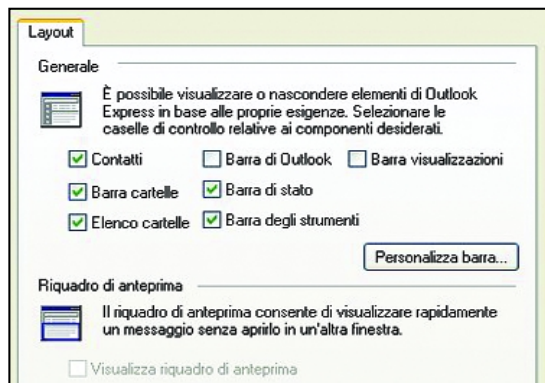 Layout
Generale
È possibile visualizzare o nascondere elementi di Outlook
Express in base alle proprie esigenze. Selezionare le
caselle di controllo relative ai componenti desiderati.
Contatti Barra di Outlook Barra visualizzazioni
Barra cartelle Barra di stato
Elenco cartelle Barra degli strumenti
Personalizza barra...
Riquadro di anteprima
Il riquadro di anteprima consente di visualizzare rapidamente
un messaggio senza aprirlo in un'altra finestra.
Visualizza riquadro di anteprima